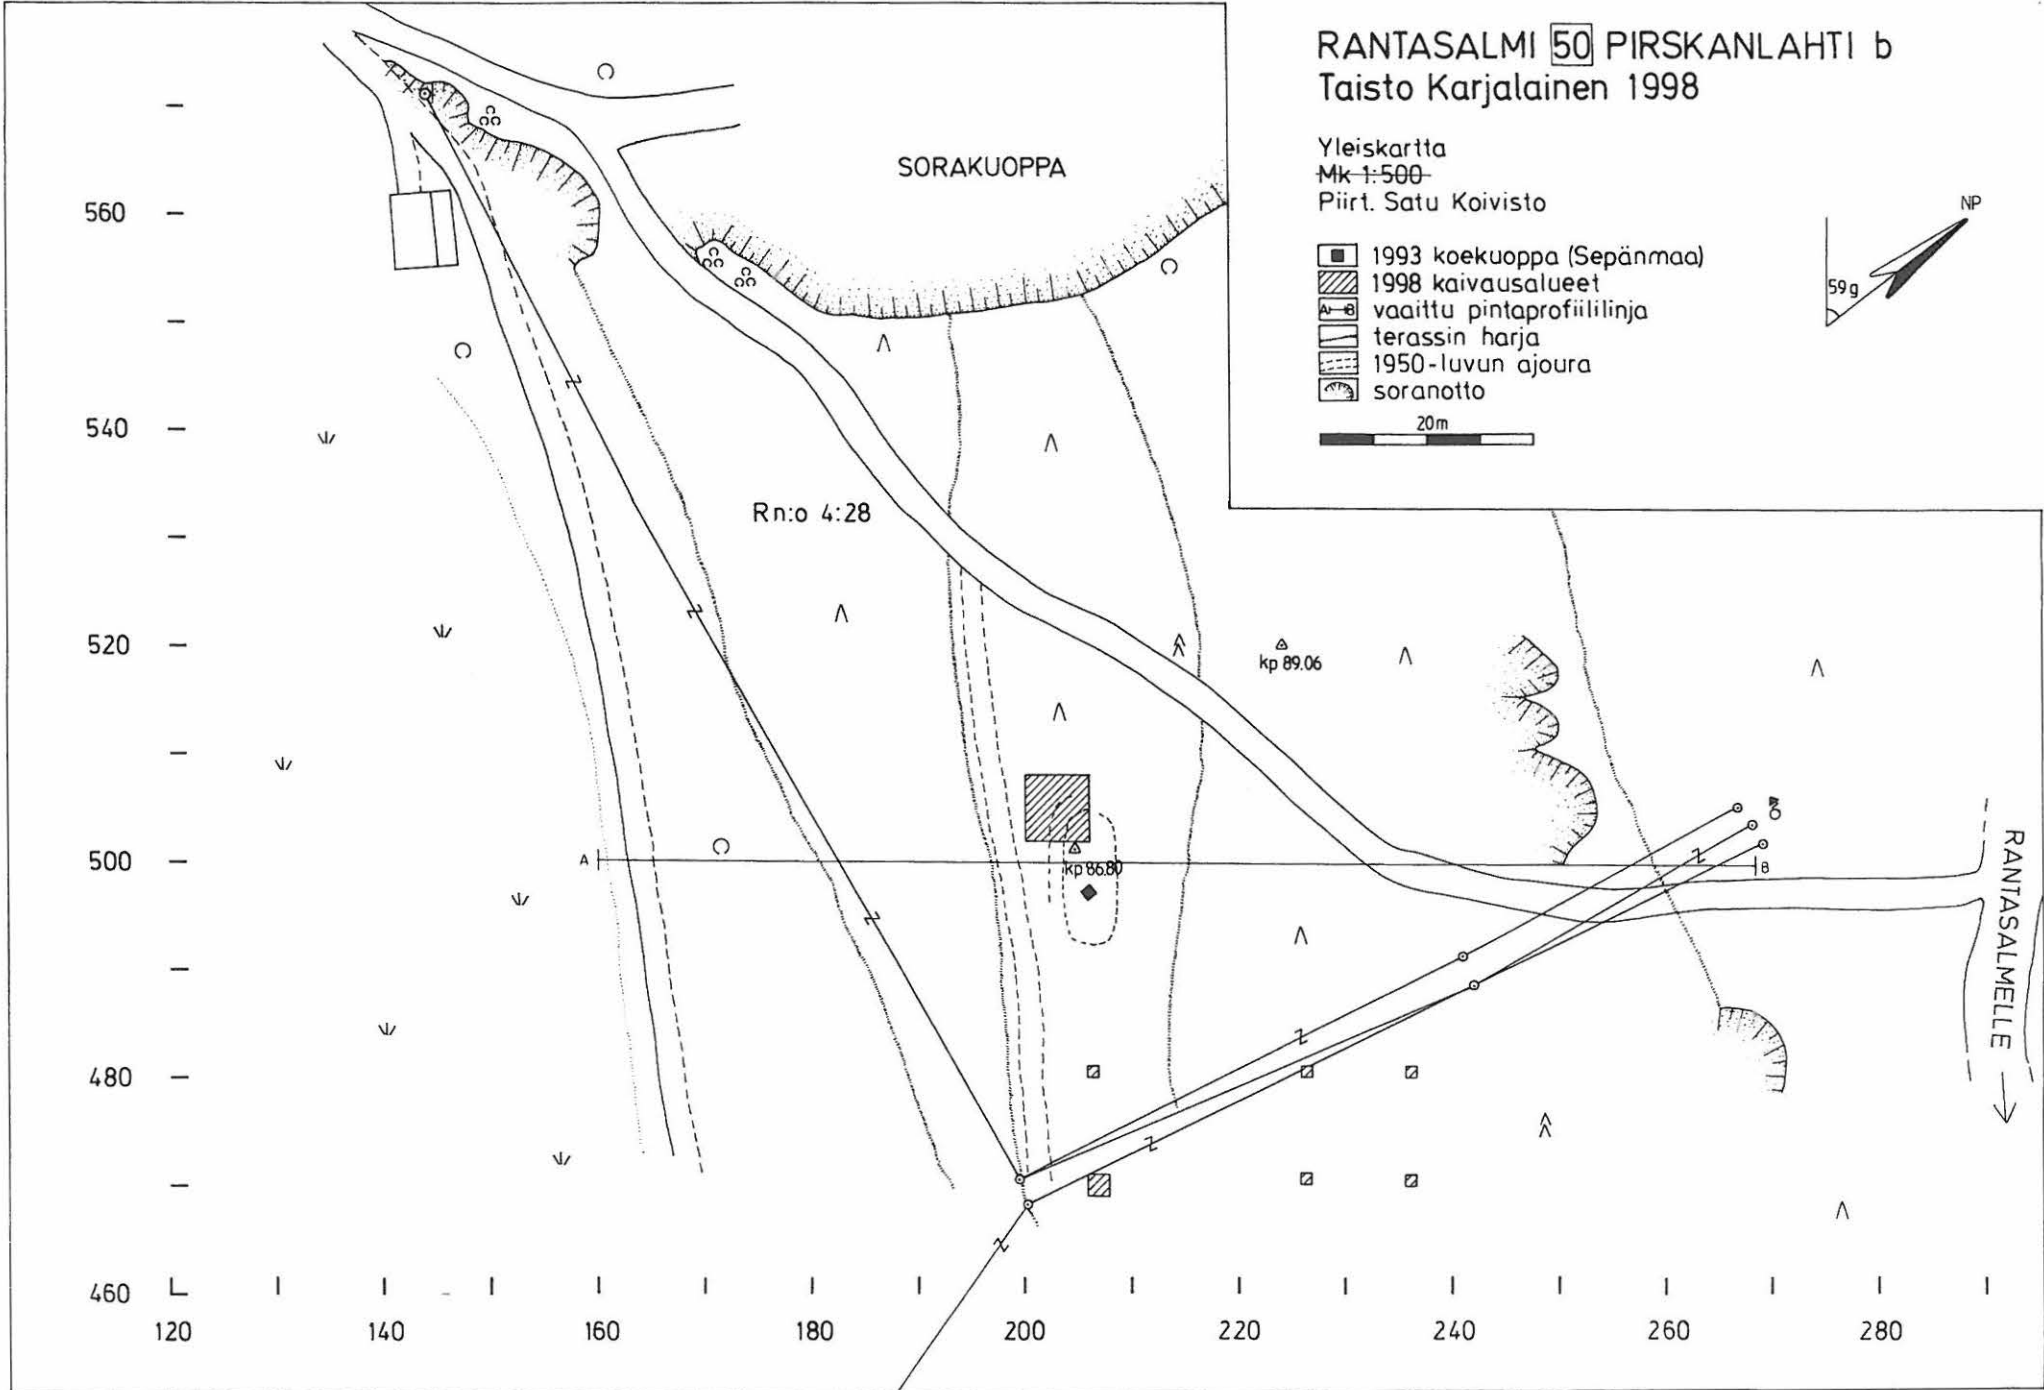 RANTASALMI 50 PIRSKANLAHTI b
Taisto Karjalainen 1998
Yleiskartta
Mk 1:500
Piirt. Satu Koivisto
NP
59g
1993 koekuoppa (Sepänmaa)
1998 kaivausalueet
A B vaaittu pintaprofiililinja
terassin harja
1950-luvun ajoura
soranotto
20m
SORAKUOPPA
Rn:o 4:28
kp 89.06
kp 86.80
A
B
RANTASALMELLE
560
540
520
500
480
460
120 140 160 180 200 220 240 260 280